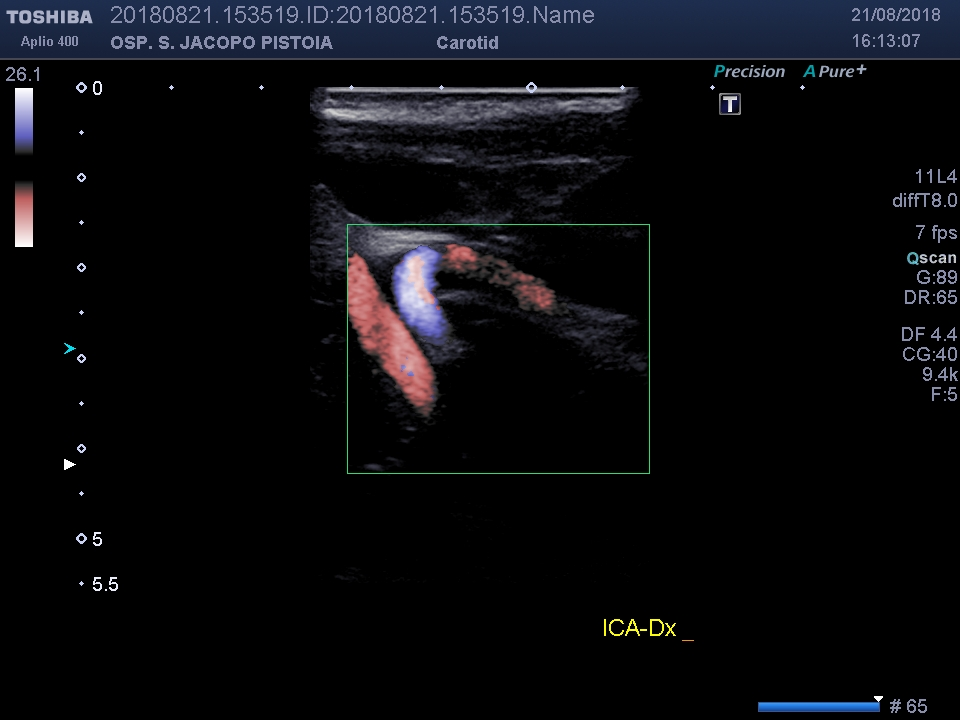 TOSHIBA 20180821.153519.ID:20180821.153519.Name 21/08/2018
Aplio 400 OSP. S. JACOPO PISTOIA Carotid 16:13:07
26.1
Precision A Pure+
0
T
11L4
diffT8.0
7 fps
Qscan
G:89
DR:65
DF 4.4
CG:40
9.4k
F:5
5
5.5
ICA-Dx _
# 65